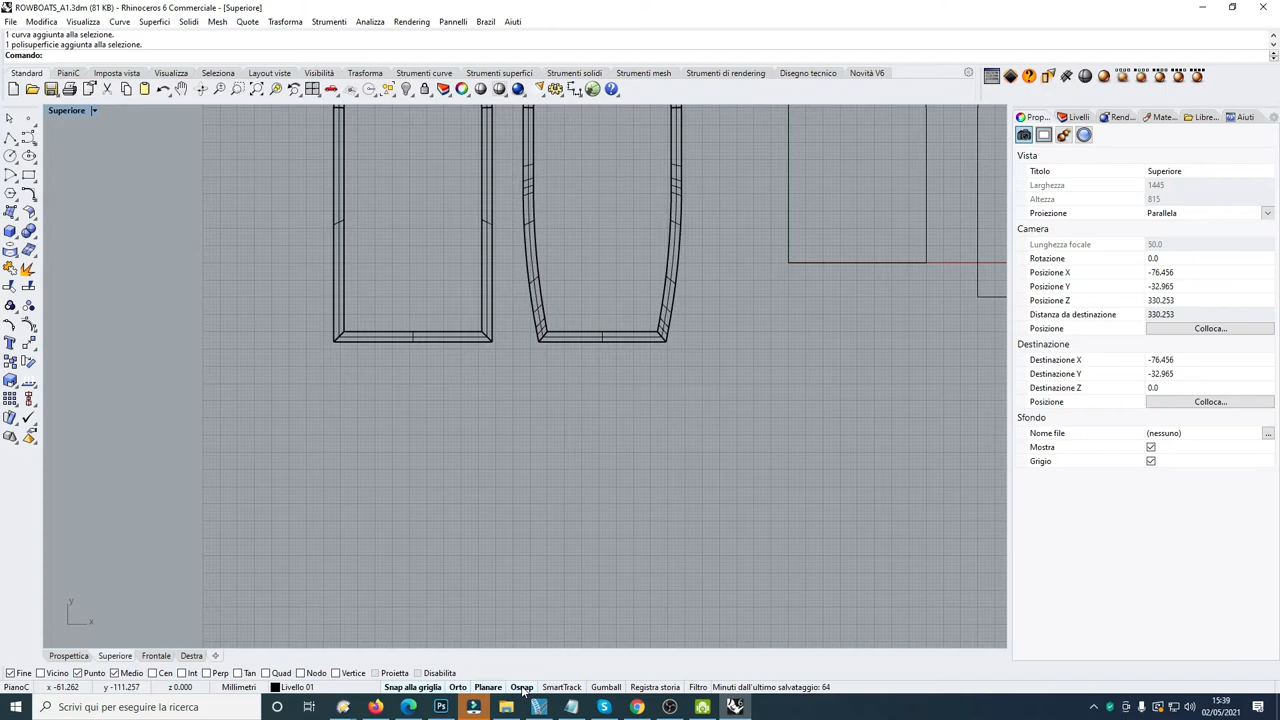 ROWBOATS_A1.3dm (81 KB) - Rhinoceros 6 Commerciale - [Superiore]
File Modifica Visualizza Curve Superfici Solidi Mesh Quote Trasforma Strumenti Analizza Rendering Pannelli Brazil Aiuti
1 curva aggiunta alla selezione.
1 polisuperficie aggiunta alla selezione.
Comando:
Standard PianiC Imposta vista Visualizza Seleziona Layout viste Visibilità Trasforma Strumenti curve Strumenti superfici Strumenti solidi Strumenti mesh Strumenti di rendering Disegno tecnico Novità V6
Superiore
Prop... Livelli Rend... Mate... Libre... Aiuti
Vista
Titolo Superiore
Larghezza 1445
Altezza 815
Proiezione Parallela
Camera
Lunghezza focale 50.0
Rotazione 0.0
Posizione X -76.456
Posizione Y -32.965
Posizione Z 330.253
Distanza da destinazione 330.253
Posizione Colloca...
Destinazione
Destinazione X -76.456
Destinazione Y -32.965
Destinazione Z 0.0
Posizione Colloca...
Sfondo
Nome file (nessuno) ...
Mostra
Grigio
y
x
Prospettica Superiore Frontale Destra
Fine Vicino Punto Medio Cen Int Perp Tan Quad Nodo Vertice Proietta Disabilita
PianoC x -61.262 y -111.257 z 0.000 Millimetri Livello 01 Snap alla griglia Orto Planare Osnap SmartTrack Gumball Registra storia Filtro Minuti dall'ultimo salvataggio: 64
Scrivi qui per eseguire la ricerca
15:39
02/05/2021